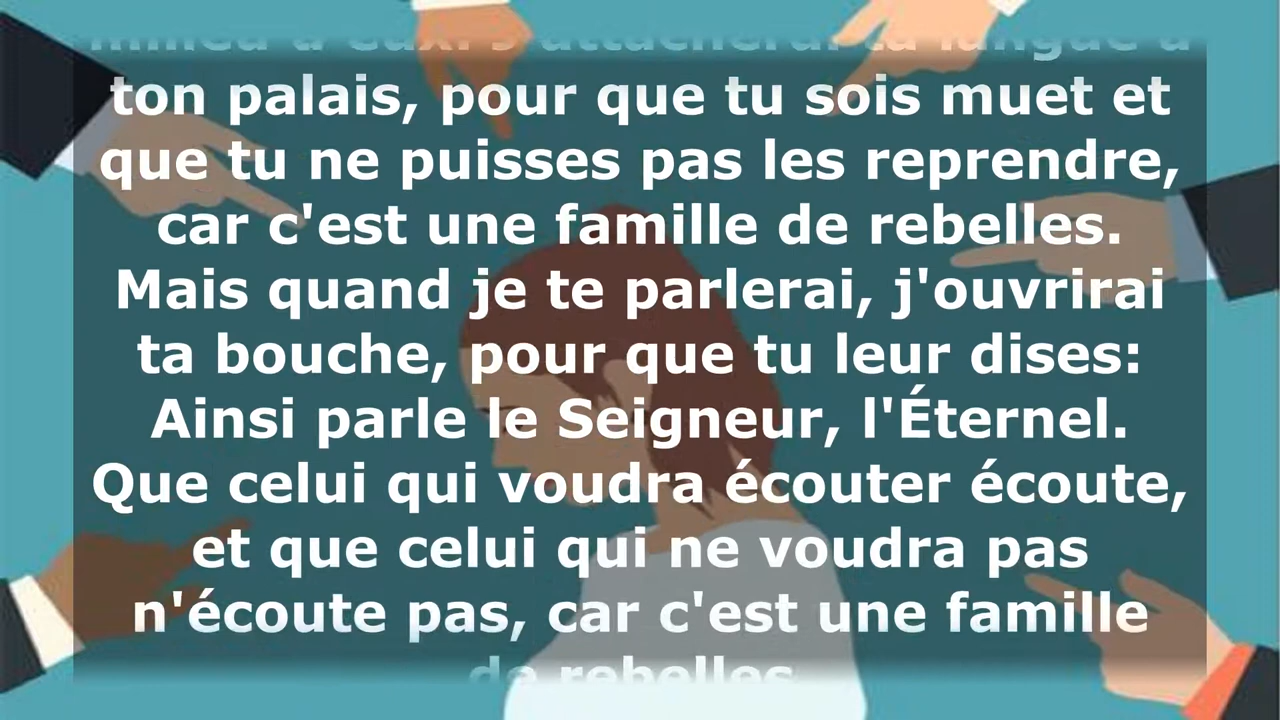 ton palais, pour que tu sois muet et
que tu ne puisses pas les reprendre,
car c'est une famille de rebelles.
Mais quand je te parlerai, j'ouvrirai
ta bouche, pour que tu leur dises:
Ainsi parle le Seigneur, l'Éternel.
Que celui qui voudra écouter écoute,
et que celui qui ne voudra pas
n'écoute pas, car c'est une famille
de rebelles